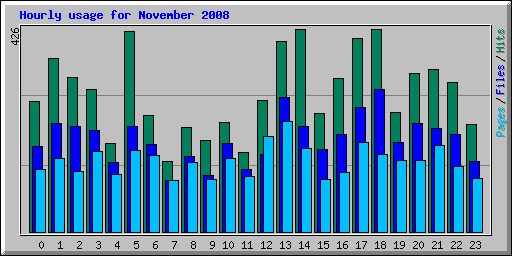 Hourly usage for November 2008
426
Pages / Files / Hits
0 1 2 3 4 5 6 7 8 9 10 11 12 13 14 15 16 17 18 19 20 21 22 23